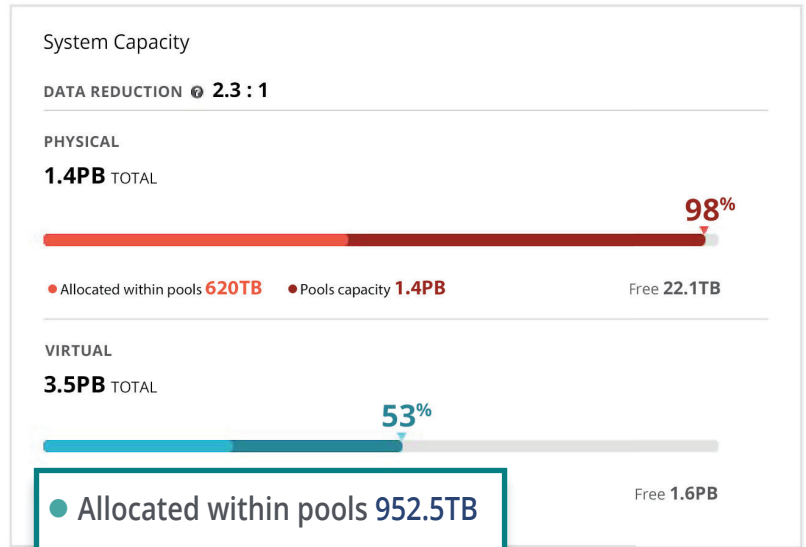 System Capacity
DATA REDUCTION ? 2.3 : 1
PHYSICAL
1.4PB TOTAL
98%
Allocated within pools 620TB Pools capacity 1.4PB Free 22.1TB
VIRTUAL
3.5PB TOTAL
53%
Free 1.6PB
Allocated within pools 952.5TB